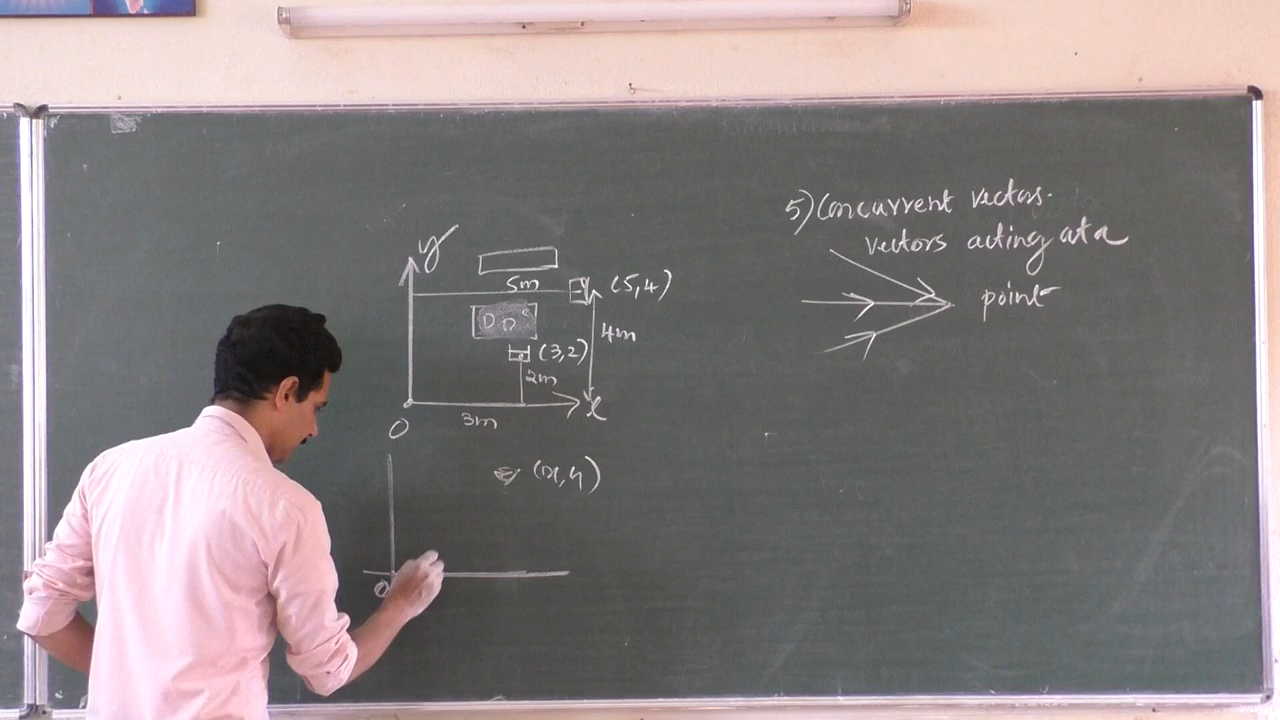 y
5m
(5,4)
4m
(3,2)
2m
x
3m
O
(x,y)
O
5) Concurrent vectors.
vectors acting at a
point